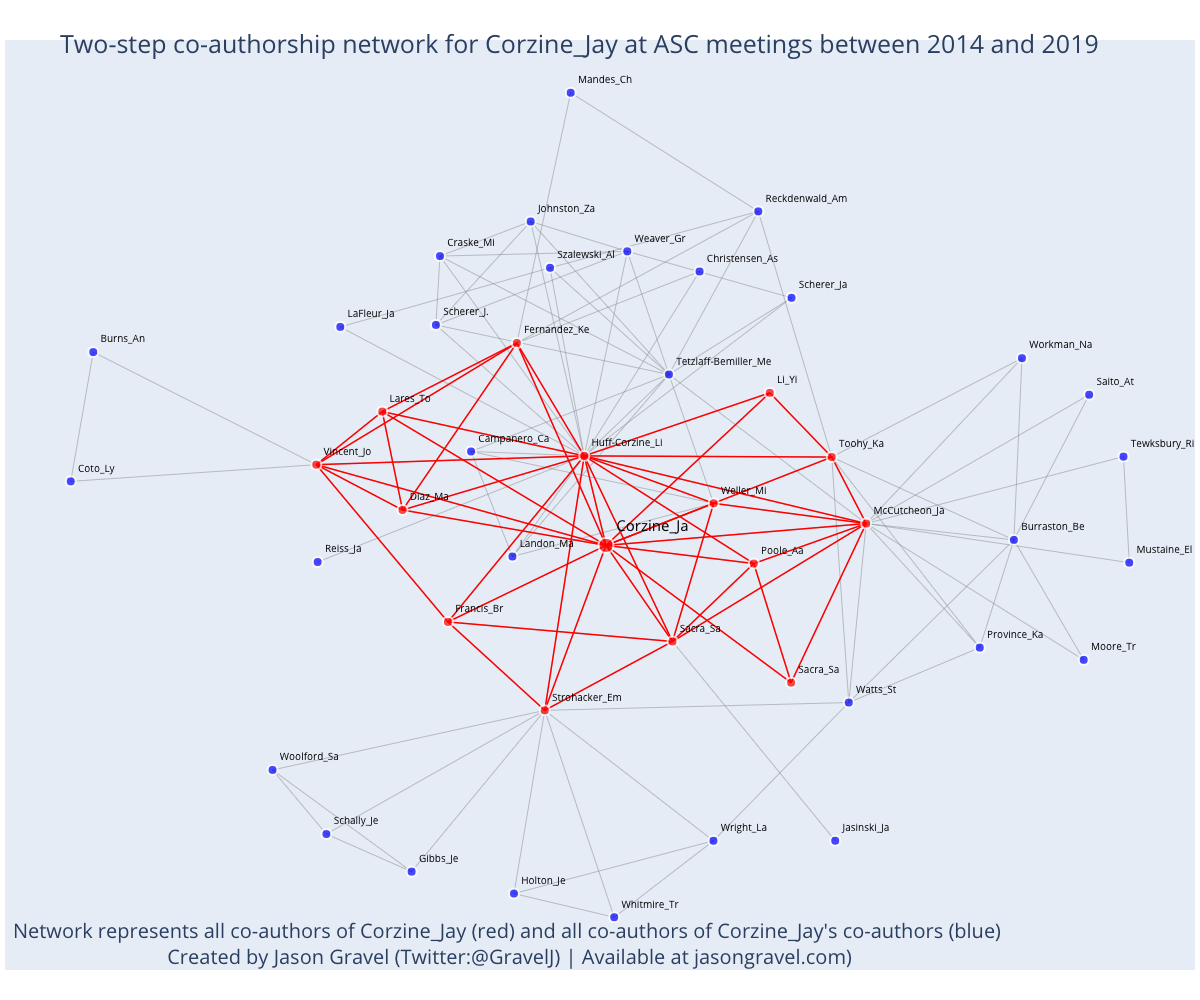 Two-step co-authorship network for Corzine_Jay at ASC meetings between 2014 and 2019
Mandes_Ch
Reckdenwald_Am
Johnston_Za
Craske_Mi
Weaver_Gr
Szalewski_Al
Christensen_As
Scherer_Ja
LaFleur_Ja
Scherer_J.
Fernandez_Ke
Burns_An
Workman_Na
Tetzlaff-Bemiller_Me
Li_Yi
Saito_At
Lares_To
Campanero_Ca
Huff-Corzine_Li
Toohy_Ka
Tewksbury_Ri
Vincent_Jo
Coto_Ly
Diaz_Ma
Weller_Mi
McCutcheon_Ja
Corzine_Ja
Burraston_Be
Reiss_Ja
Landon_Ma
Poole_Aa
Mustaine_El
Francis_Br
Sacra_Sa
Province_Ka
Moore_Tr
Sacra_Sa
Strohacker_Em
Watts_St
Woolford_Sa
Schally_Je
Wright_La
Jasinski_Ja
Gibbs_Je
Holton_Je
Whitmire_Tr
Network represents all co-authors of Corzine_Jay (red) and all co-authors of Corzine_Jay's co-authors (blue)
Created by Jason Gravel (Twitter:@GravelJ) | Available at jasongravel.com)